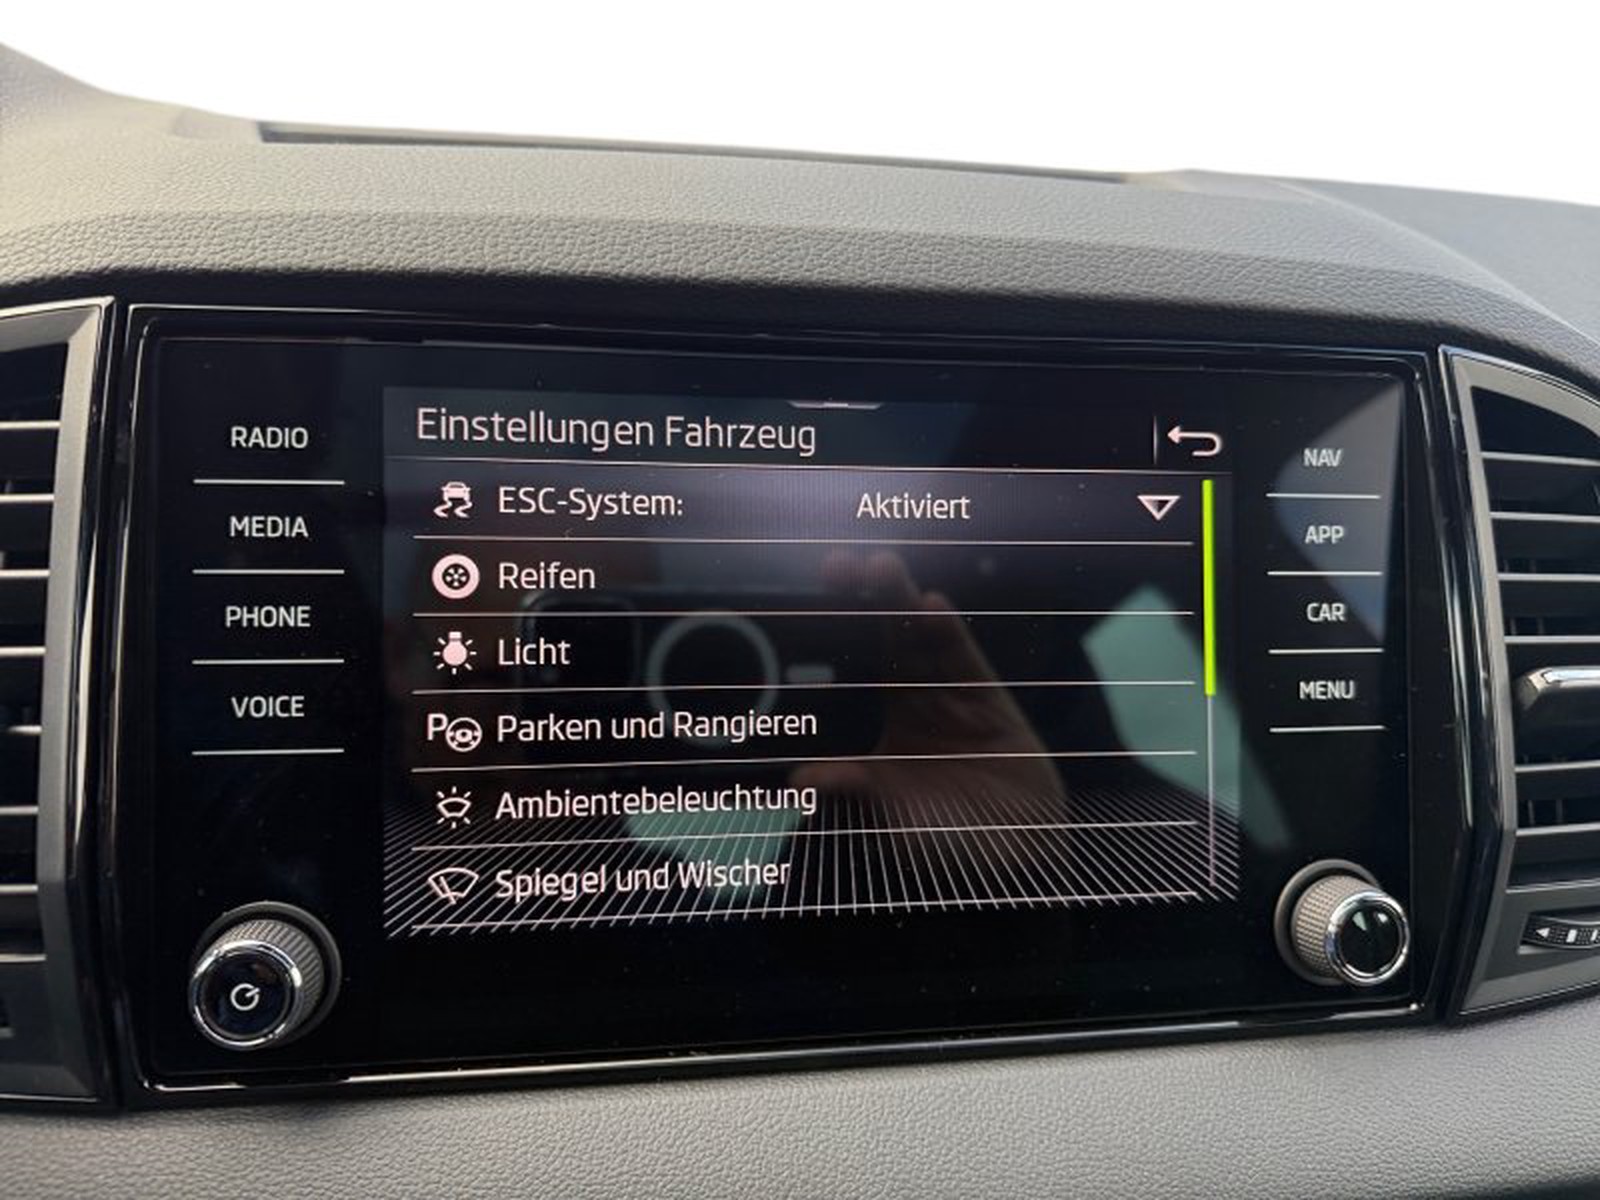 RADIO
MEDIA
PHONE
VOICE
Einstellungen Fahrzeug
ESC-System: Aktiviert
Reifen
Licht
P Parken und Rangieren
Ambientebeleuchtung
Spiegel und Wischer
NAV
APP
CAR
MENU